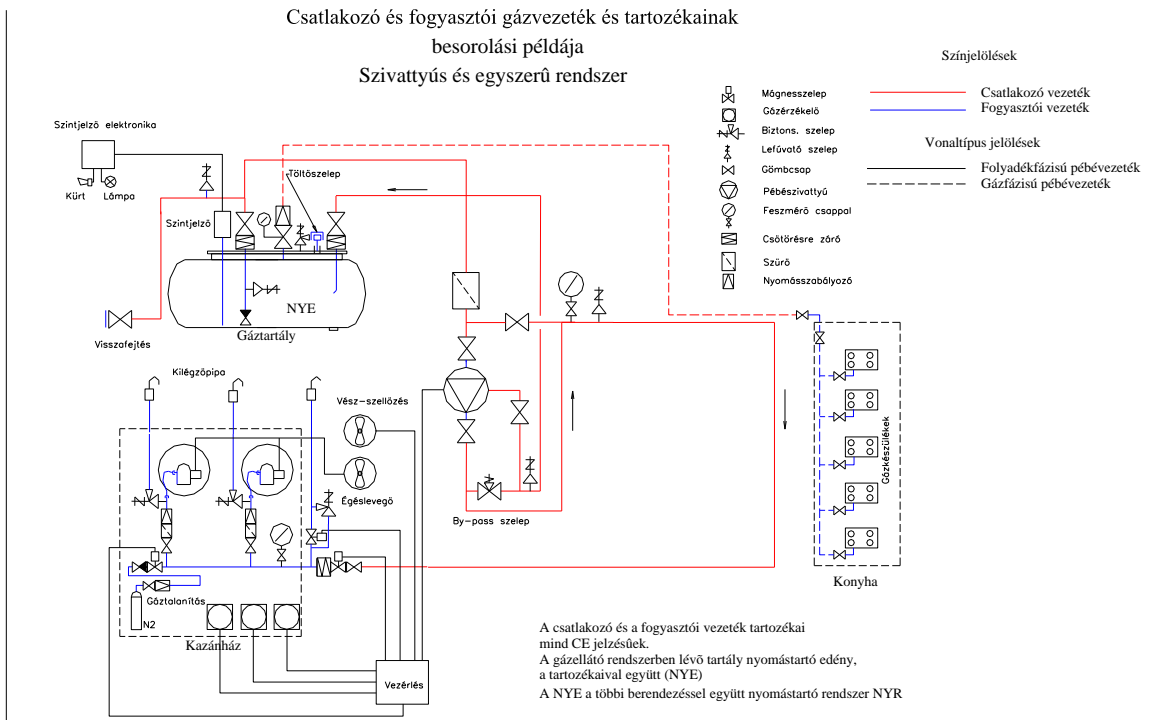 Csatlakozó és fogyasztói gázvezeték és tartozékainak
besorolási példája
Szivattyús és egyszerû rendszer
Színjelölések
Csatlakozó vezeték
Fogyasztói vezeték
Vonaltípus jelölések
Folyadékfázisú pébévezeték
Gázfázisú pébévezeték
Mágnesszelep
Gázérzékelő
Biztons. szelep
Lefúvató szelep
Gömbcsap
Pébészivattyú
Feszmérő csappal
Csőtörésre záró
Szűrő
Nyomásszabályozó
Szintjelző elektronika
Kürt
Lámpa
Szintjelző
Töltőszelep
NYE
Gáztartály
Visszafejtés
Kilégzőpipa
Vész-szellőzés
Égéslevegő
By-pass szelep
Gáztalanítás
N2
Kazánház
Vezérlés
Gázkészülékek
Konyha
A csatlakozó és a fogyasztói vezeték tartozékai
mind CE jelzésûek.
A gázellátó rendszerben lévõ tartály nyomástartó edény,
a tartozékaival együtt (NYE)
A NYE a többi berendezéssel együtt nyomástartó rendszer NYR